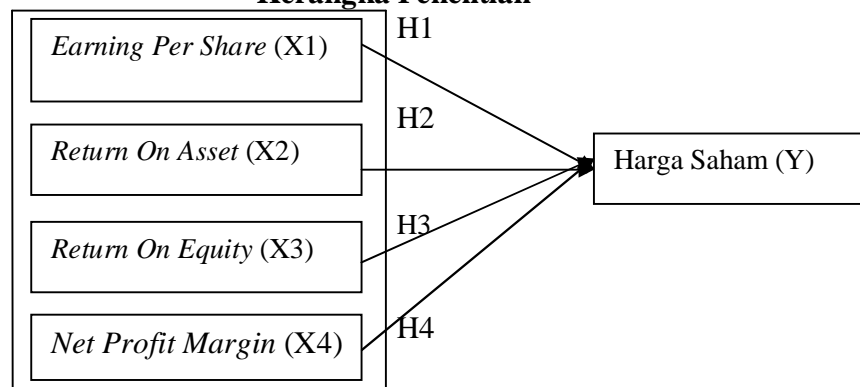 Kerangka Penelitian
Earning Per Share (X1)
H1
H2
Return On Asset (X2)
Harga Saham (Y)
H3
Return On Equity (X3)
H4
Net Profit Margin (X4)